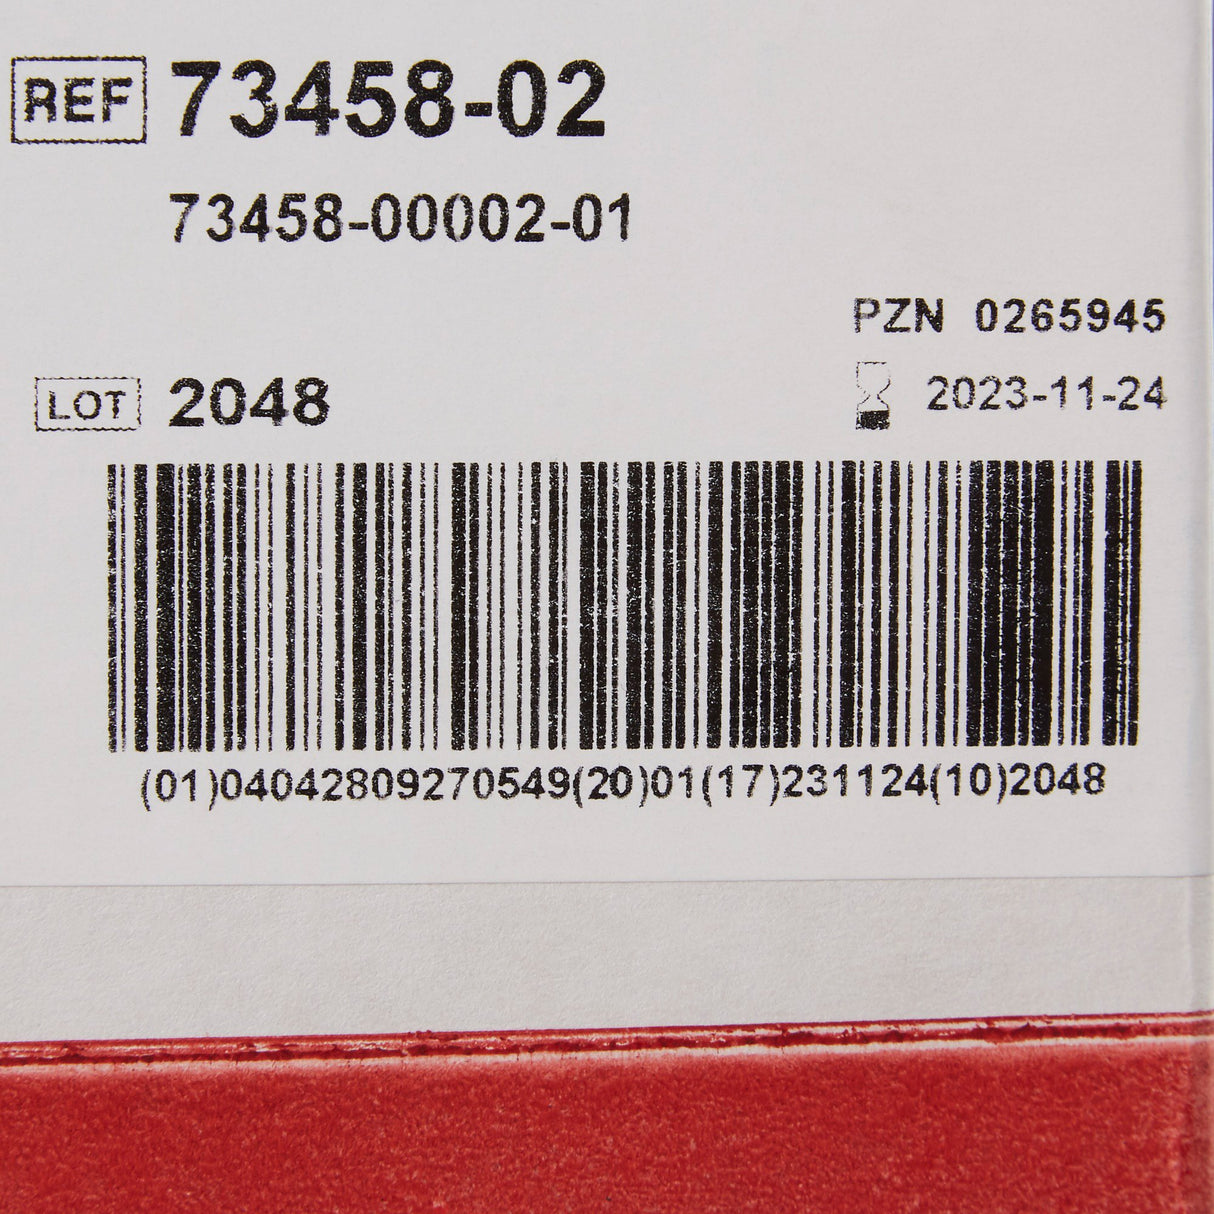 REF 73458-02
73458-00002-01
PZN 0265945
LOT 2048
2023-11-24
(01)04042809270549(20)01(17)231124(10)2048